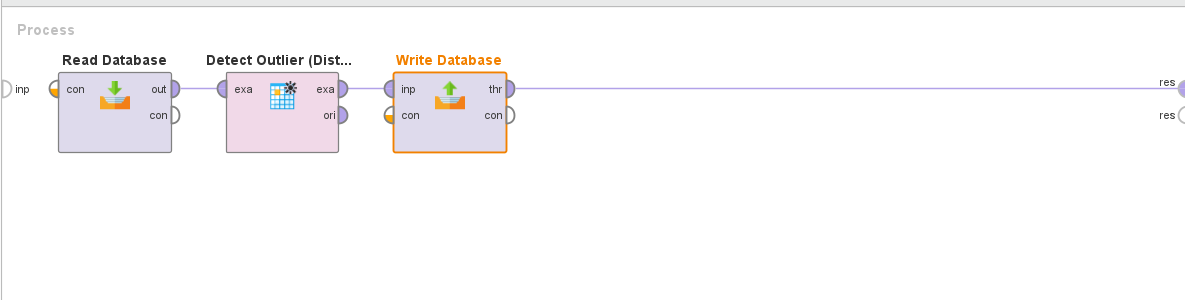 Process
Read Database
Detect Outlier (Dist...
Write Database
inp
con
out
exa
exa
inp
thr
res
con
ori
con
con
res